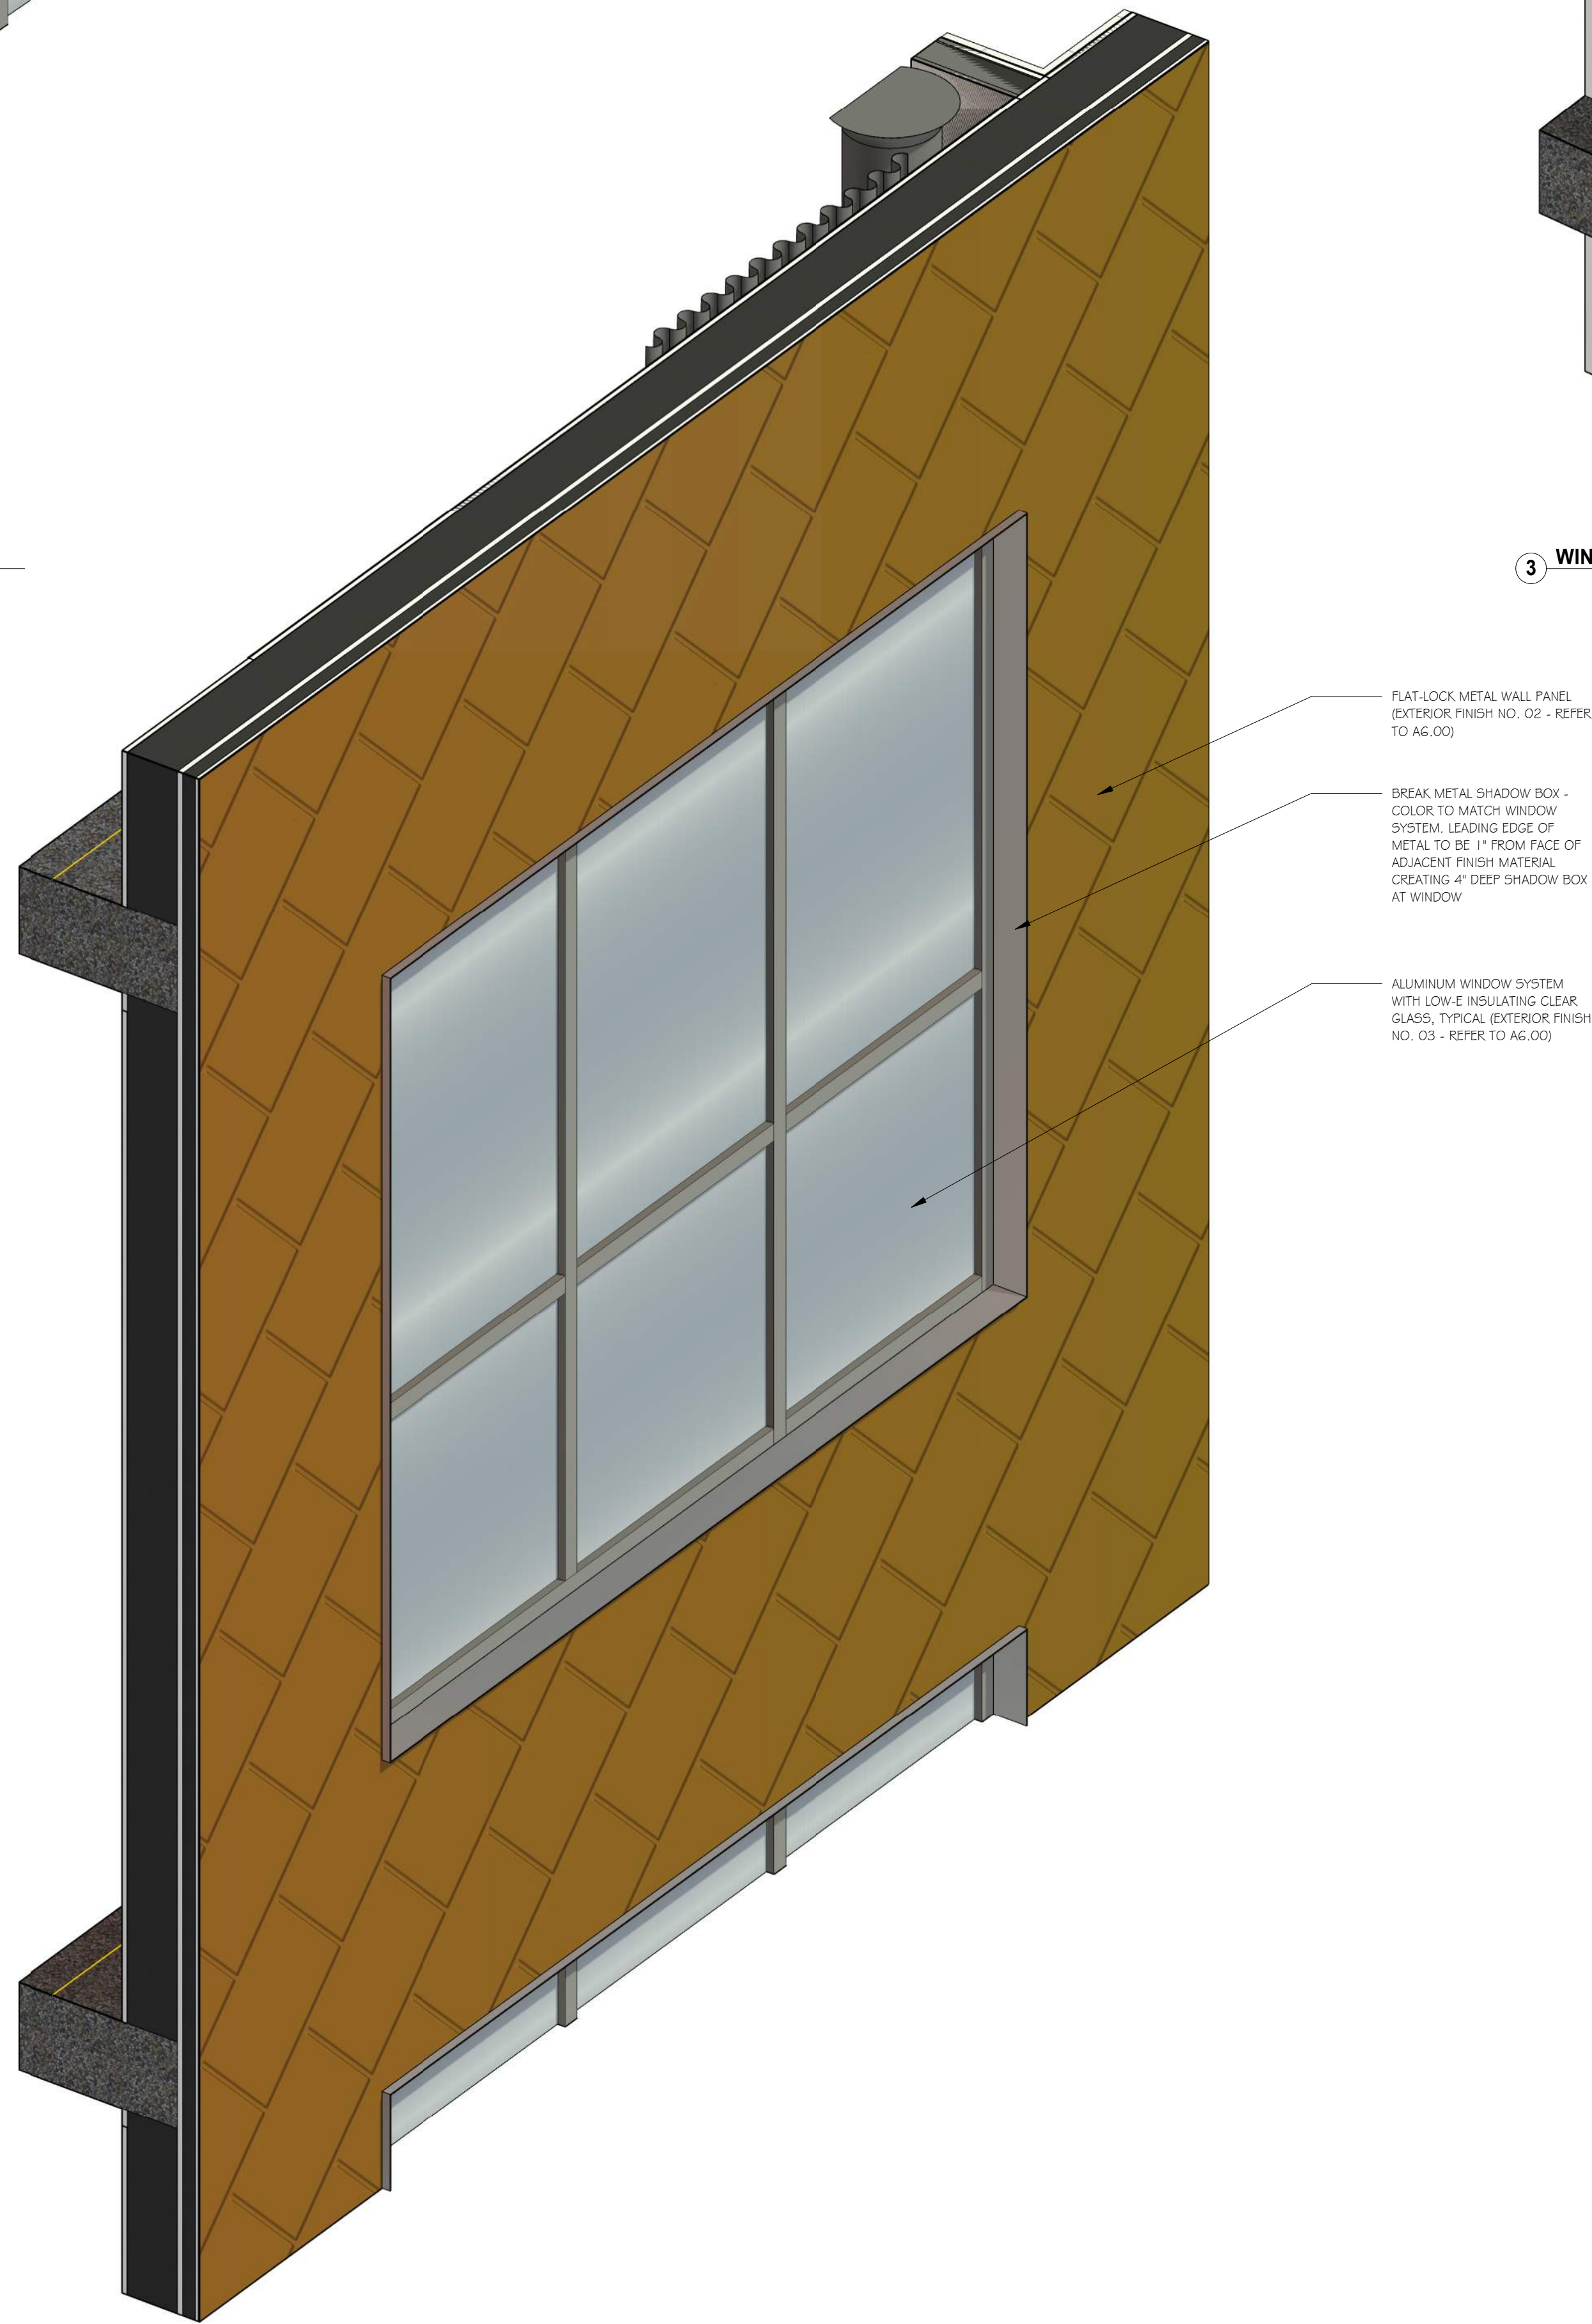 3 WIN
FLAT-LOCK METAL WALL PANEL
(EXTERIOR FINISH NO. 02 - REFER
TO A6.00)
BREAK METAL SHADOW BOX -
COLOR TO MATCH WINDOW
SYSTEM. LEADING EDGE OF
METAL TO BE 1" FROM FACE OF
ADJACENT FINISH MATERIAL
CREATING 4" DEEP SHADOW BOX
AT WINDOW
ALUMINUM WINDOW SYSTEM
WITH LOW-E INSULATING CLEAR
GLASS, TYPICAL (EXTERIOR FINISH
NO. 03 - REFER TO A6.00)